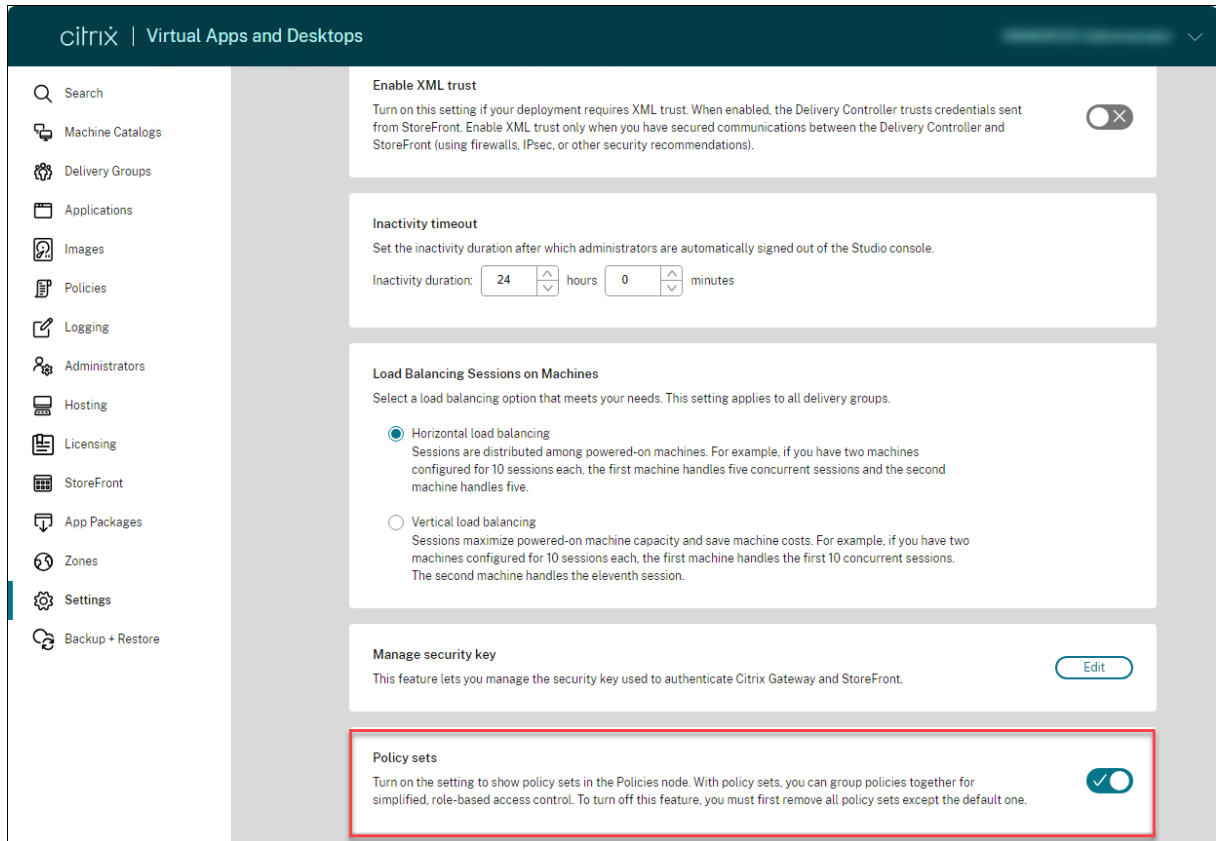 citrix | Virtual Apps and Desktops
Search
Machine Catalogs
Delivery Groups
Applications
Images
Policies
Logging
Administrators
Hosting
Licensing
StoreFront
App Packages
Zones
Settings
Backup + Restore
Enable XML trust
Turn on this setting if your deployment requires XML trust. When enabled, the Delivery Controller trusts credentials sent
from StoreFront. Enable XML trust only when you have secured communications between the Delivery Controller and
StoreFront (using firewalls, IPsec, or other security recommendations).
Inactivity timeout
Set the inactivity duration after which administrators are automatically signed out of the Studio console.
Inactivity duration: 24 hours 0 minutes
Load Balancing Sessions on Machines
Select a load balancing option that meets your needs. This setting applies to all delivery groups.
Horizontal load balancing
Sessions are distributed among powered-on machines. For example, if you have two machines
configured for 10 sessions each, the first machine handles five concurrent sessions and the second
machine handles five.
Vertical load balancing
Sessions maximize powered-on machine capacity and save machine costs. For example, if you have two
machines configured for 10 sessions each, the first machine handles the first 10 concurrent sessions.
The second machine handles the eleventh session.
Manage security key
This feature lets you manage the security key used to authenticate Citrix Gateway and StoreFront.
Edit
Policy sets
Turn on the setting to show policy sets in the Policies node. With policy sets, you can group policies together for
simplified, role-based access control. To turn off this feature, you must first remove all policy sets except the default one.